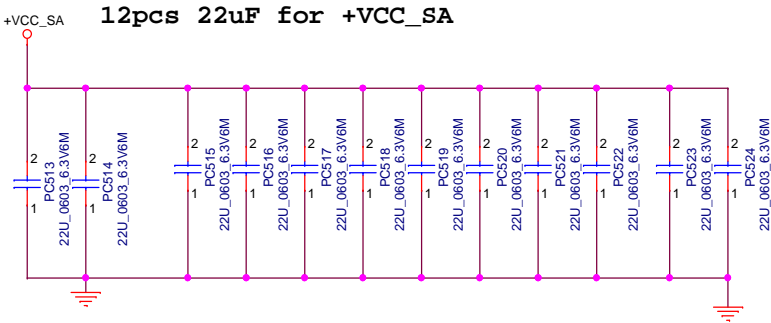 12pcs 22uF for +VCC_SA
+VCC_SA
2
1
PC513
22U_0603_6.3V6M
2
1
PC514
22U_0603_6.3V6M
2
1
PC515
22U_0603_6.3V6M
2
1
PC516
22U_0603_6.3V6M
2
1
PC517
22U_0603_6.3V6M
2
1
PC518
22U_0603_6.3V6M
2
1
PC519
22U_0603_6.3V6M
2
1
PC520
22U_0603_6.3V6M
2
1
PC521
22U_0603_6.3V6M
2
1
PC522
22U_0603_6.3V6M
2
1
PC523
22U_0603_6.3V6M
2
1
PC524
22U_0603_6.3V6M